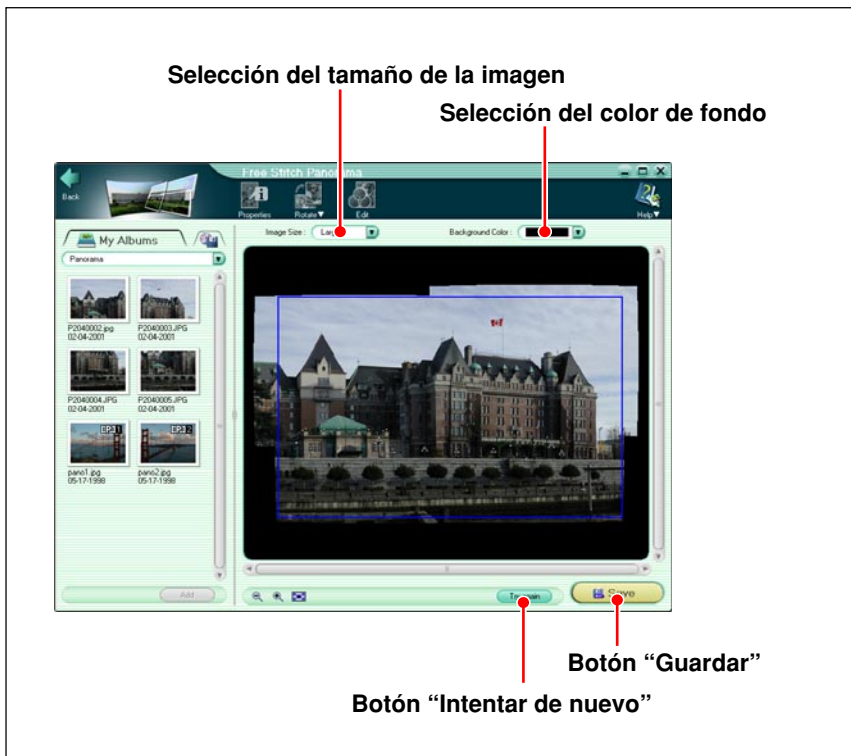 Selección del tamaño de la imagen
Selección del color de fondo
Free Stitch Panorama
Back
Properties
Rotate
Edit
Help
My Albums
Image Size :
Background Color :
Panorama
P2040002.jpg
02-04-2001
P2040003.JPG
02-04-2001
P2040004.JPG
02-04-2001
P2040005.JPG
02-04-2001
pano1.jpg
05-17-1998
pano2.jpg
05-17-1998
Add
Botón “Guardar”
Botón “Intentar de nuevo”